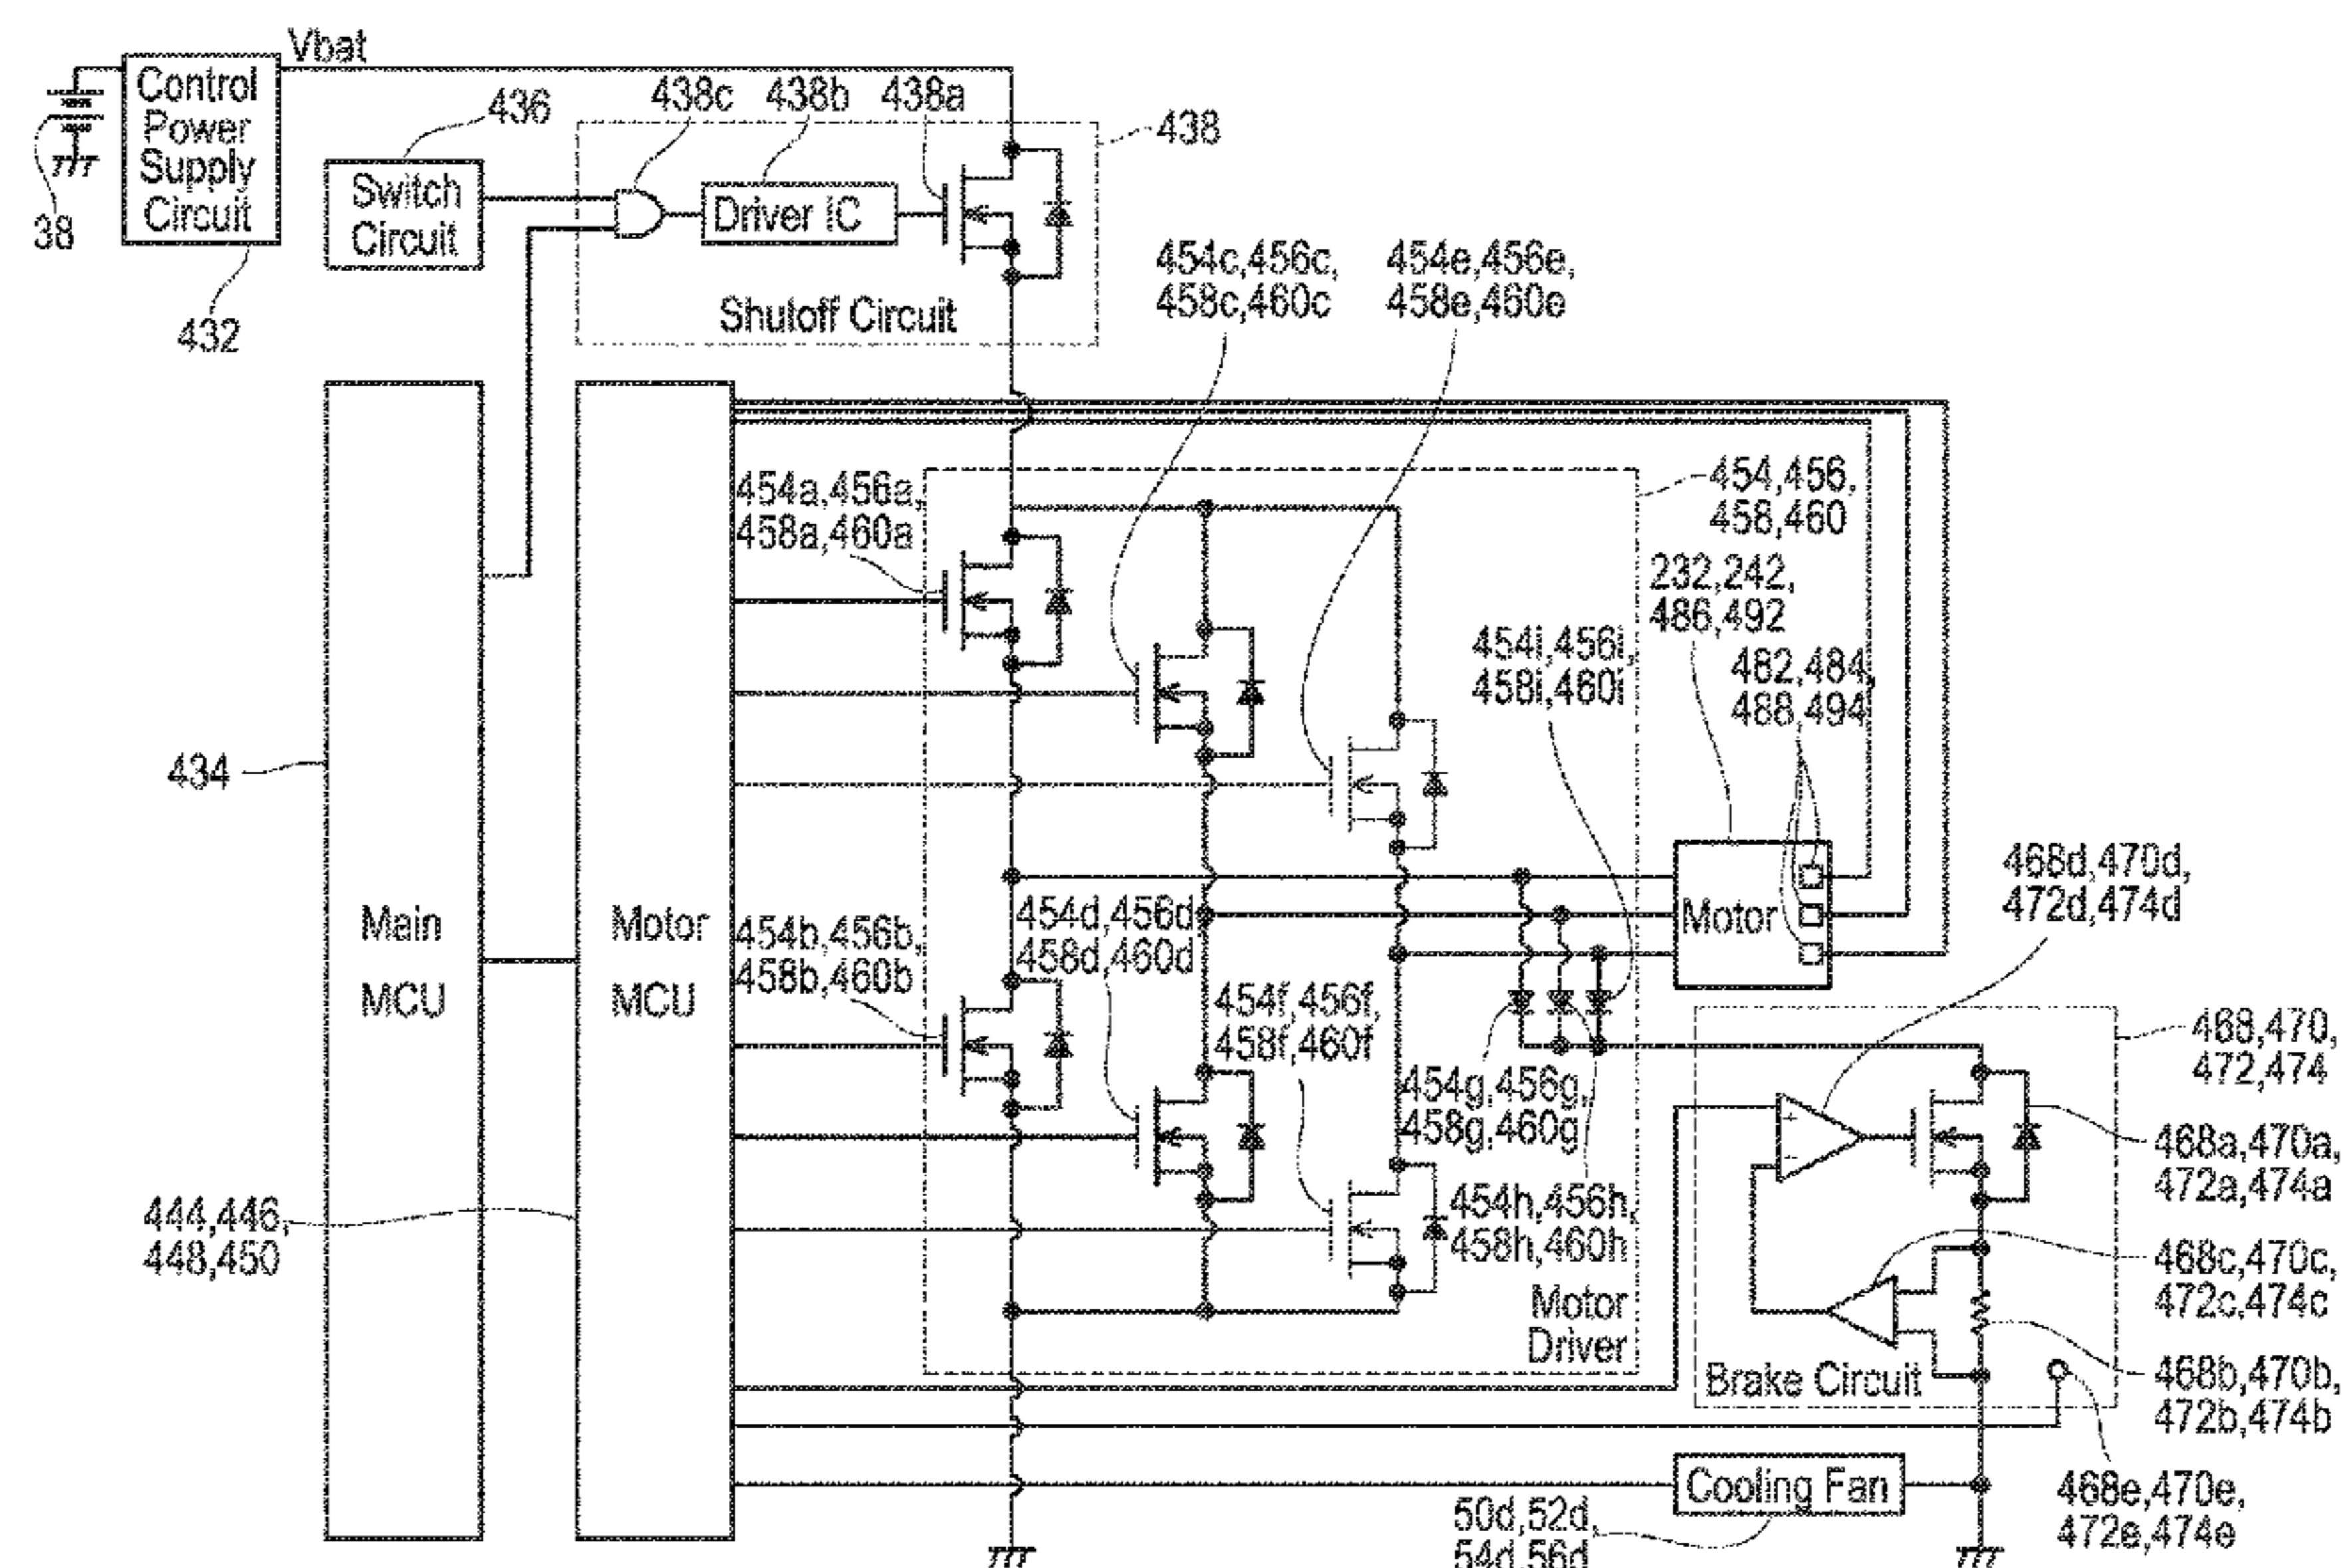 Vbat
Control
Power
Supply
Circuit
38
432
436
Switch
Circuit
438c
438b
438a
438
Driver IC
Shutoff Circuit
454c,456c,
458c,460c
454e,456e,
458e,460e
454a,456a,
458a,460a
454,456,
458,460
232,242,
486,492
454i,456i,
458i,460i
482,484,
488,494
434
Main
MCU
Motor
MCU
454b,456b,
458b,460b
454d,456d
458d,460d
Motor
468d,470d,
472d,474d
454f,456f,
458f,460f
468,470,
472,474
454g,456g,
458g,460g
+
−
468a,470a,
472a,474a
444,446,
448,450
454h,456h,
458h,460h
468c,470c,
472c,474c
Motor
Driver
Brake Circuit
468b,470b,
472b,474b
Cooling Fan
50d,52d,
54d,56d
468e,470e,
472e,474e